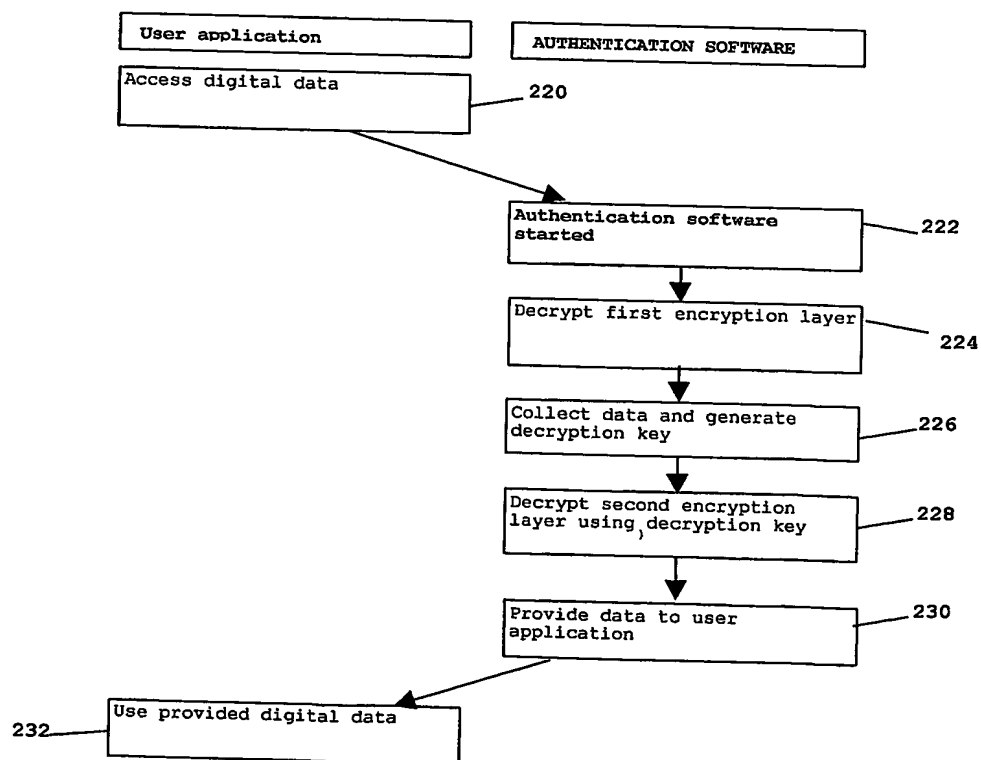 User application
AUTHENTICATION SOFTWARE
Access digital data
220
Authentication software
started
222
Decrypt first encryption layer
224
Collect data and generate
decryption key
226
Decrypt second encryption
layer using decryption key
228
Provide data to user
application
230
Use provided digital data
232